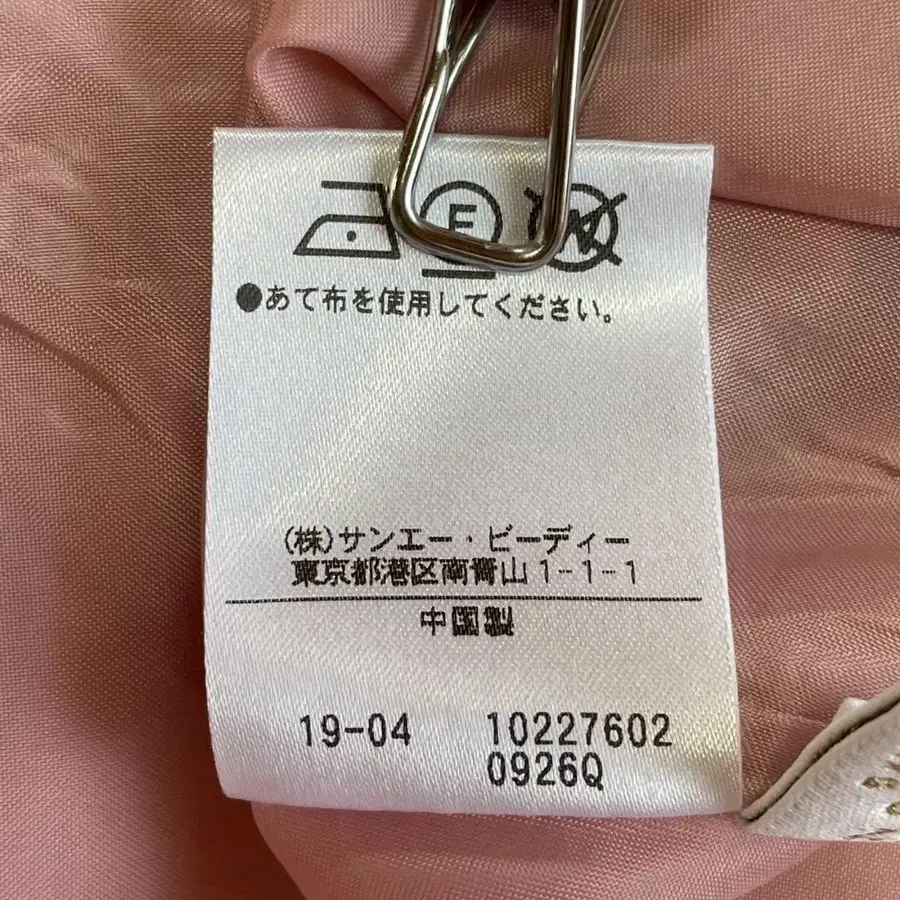 ●あて布を使用してください。
(株)サンエー・ビーディー
東京都港区南青山1-1-1
中国製
19-04 10227602
0926Q